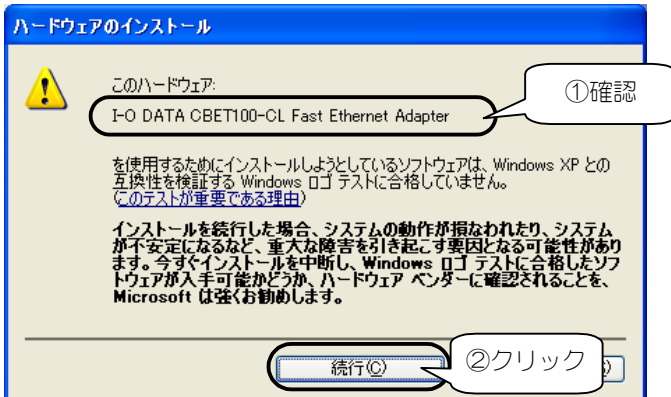 ハードウェアのインストール
このハードウェア:
I-O DATA CBET100-CL Fast Ethernet Adapter
①確認
を使用するためにインストールしようとしているソフトウェアは、Windows XP との
互換性を検証する Windows ロゴ テストに合格していません。
(このテストが重要である理由)
インストールを続行した場合、システムの動作が損なわれたり、システム
が不安定になるなど、重大な障害を引き起こす要因となる可能性があり
ます。今すぐインストールを中断し、Windows ロゴ テストに合格したソフ
トウェアが入手可能かどうか、ハードウェア ベンダーに確認されることを、
Microsoft は強くお勧めします。
続行(C)
②クリック